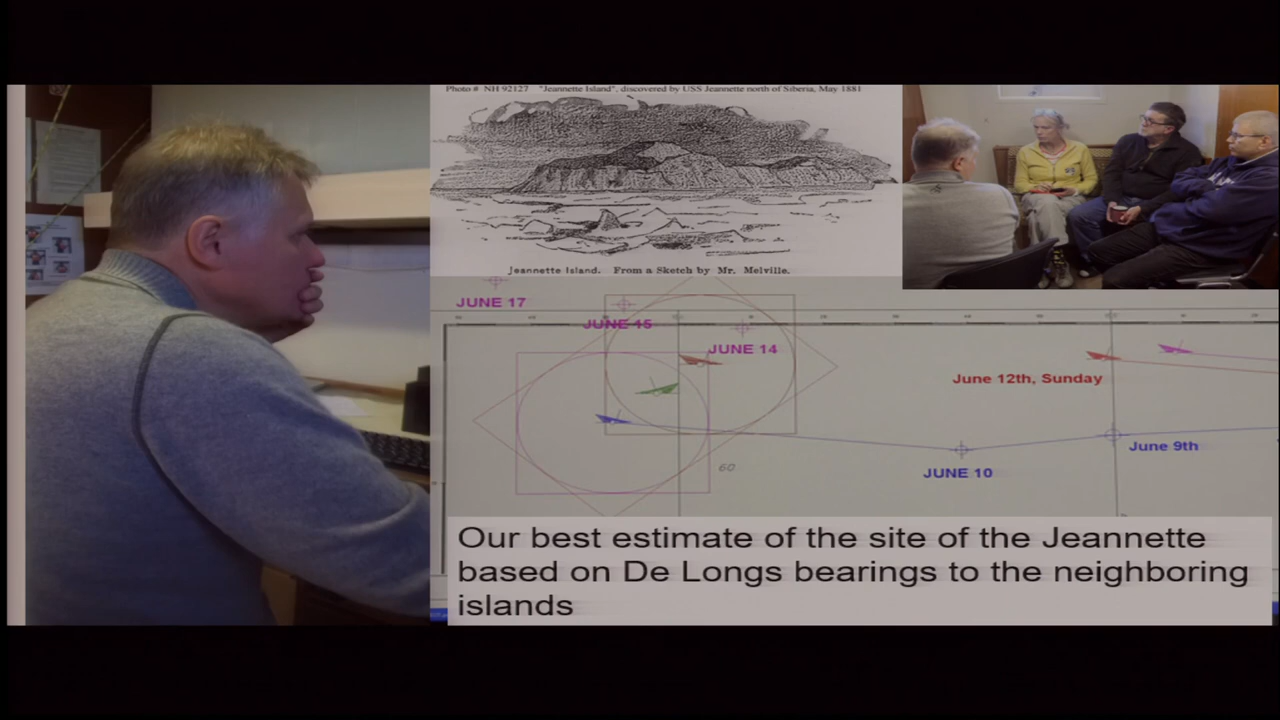 Photo # NH 92127 "Jeannette Island", discovered by USS Jeannette north of Siberia, May 1881
Jeannette Island. From a Sketch by Mr. Melville.
JUNE 17
JUNE 15
JUNE 14
June 12th, Sunday
June 9th
JUNE 10
60
Our best estimate of the site of the Jeannette
based on De Longs bearings to the neighboring
islands